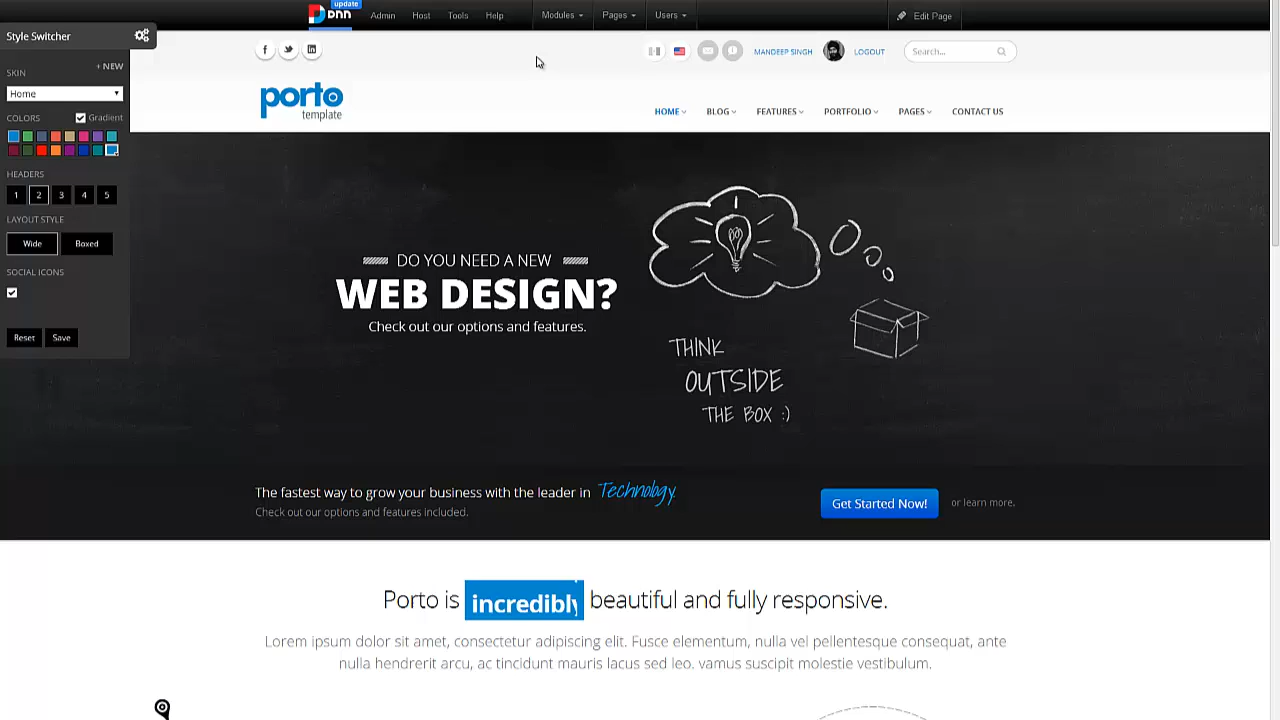 update
DNN
Admin Host Tools Help Modules Pages Users Edit Page
Style Switcher
MANDEEP SINGH LOGOUT Search...
SKIN
+ NEW
Home
COLORS Gradient
HEADERS
1 2 3 4 5
LAYOUT STYLE
Wide Boxed
SOCIAL ICONS
Reset Save
porto
template
HOME BLOG FEATURES PORTFOLIO PAGES CONTACT US
DO YOU NEED A NEW
WEB DESIGN?
Check out our options and features.
THINK
OUTSIDE
THE BOX :)
The fastest way to grow your business with the leader in Technology.
Check out our options and features included.
Get Started Now! or learn more.
Porto is incredibly beautiful and fully responsive.
Lorem ipsum dolor sit amet, consectetur adipiscing elit. Fusce elementum, nulla vel pellentesque consequat, ante
nulla hendrerit arcu, ac tincidunt mauris lacus sed leo. vamus suscipit molestie vestibulum.